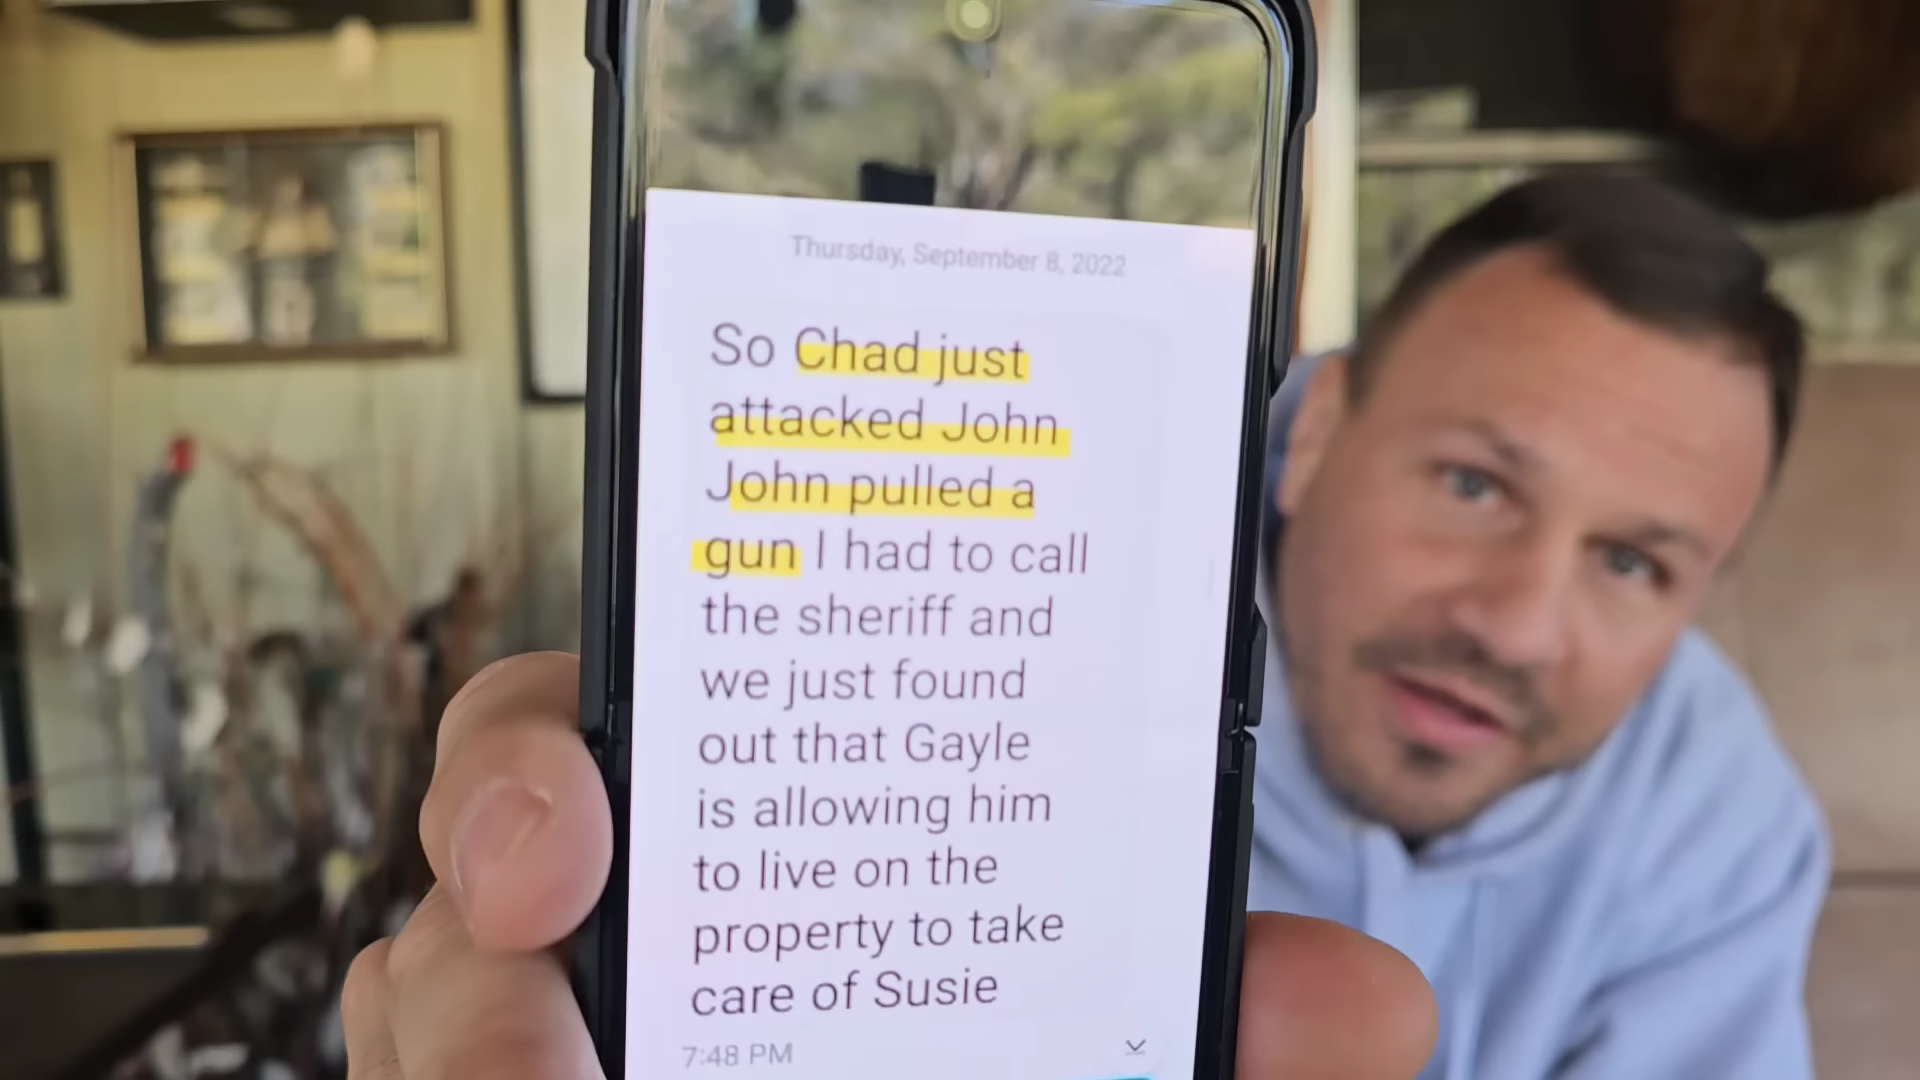 Thursday, September 8, 2022
So Chad just
attacked John
John pulled a
gun I had to call
the sheriff and
we just found
out that Gayle
is allowing him
to live on the
property to take
care of Susie
7:48 PM